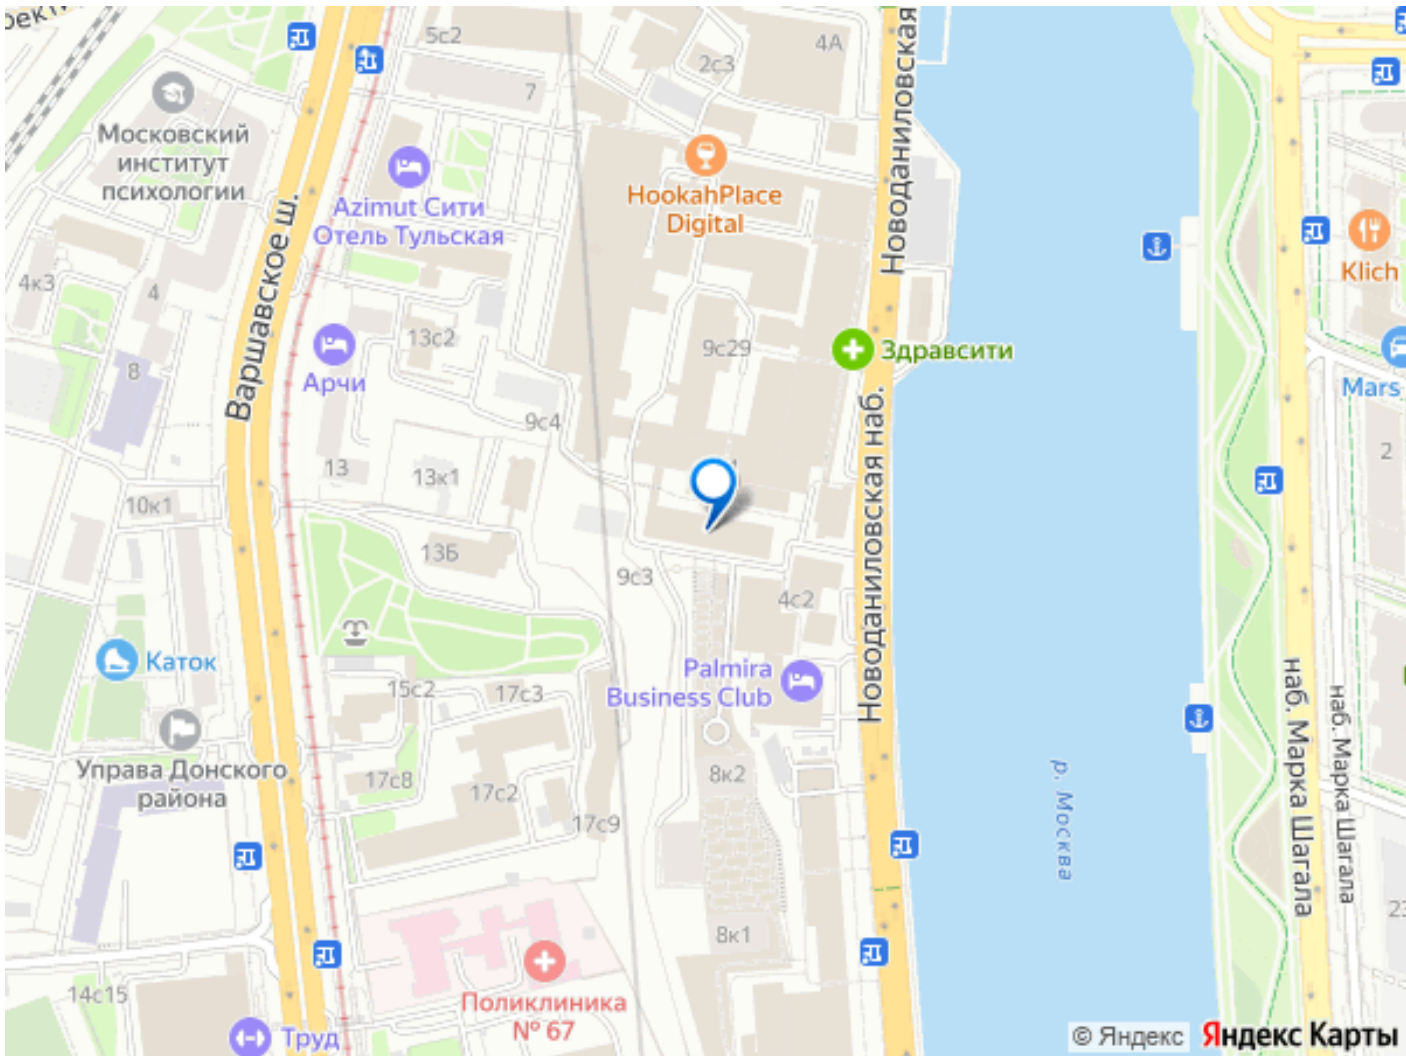 5с2
4А
2с3
7
Новоданиловская
Московский
институт
психологии
HookahPlace
Digital
Azimut Сити
Отель Тульская
Варшавское ш.
Klich
4к3
4
13с2
9с29
Здравсити
8
Арчи
Mars
9с4
Новоданиловская наб.
2
13
13к1
10к1
13Б
9с3
4с2
Каток
15с2
17с3
Palmira
Business Club
наб. Марка Шагала
наб. Марка Шагала
Управа Донского
района
17с8
17с2
8к2
р. Москва
17с9
8к1
14с15
Поликлиника
№ 67
Труд
© Яндекс
Яндекс Карты